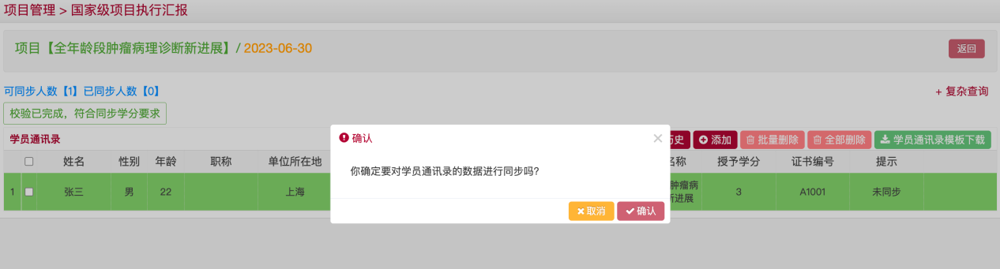 项目管理 > 国家级项目执行汇报
项目【全年龄段肿瘤病理诊断新进展】/ 2023-06-30
返回
可同步人数【1】已同步人数【0】
+ 复杂查询
校验已完成，符合同步学分要求
确认
学员通讯录
历史 添加 批量删除 全部删除 学员通讯录模板下载
姓名 性别 年龄 职称 单位所在地 名称 授予学分 证书编号 提示
你确定要对学员通讯录的数据进行同步吗?
1 张三 男 22 上海 肿瘤病 3 A1001 未同步
新进展
取消 确认